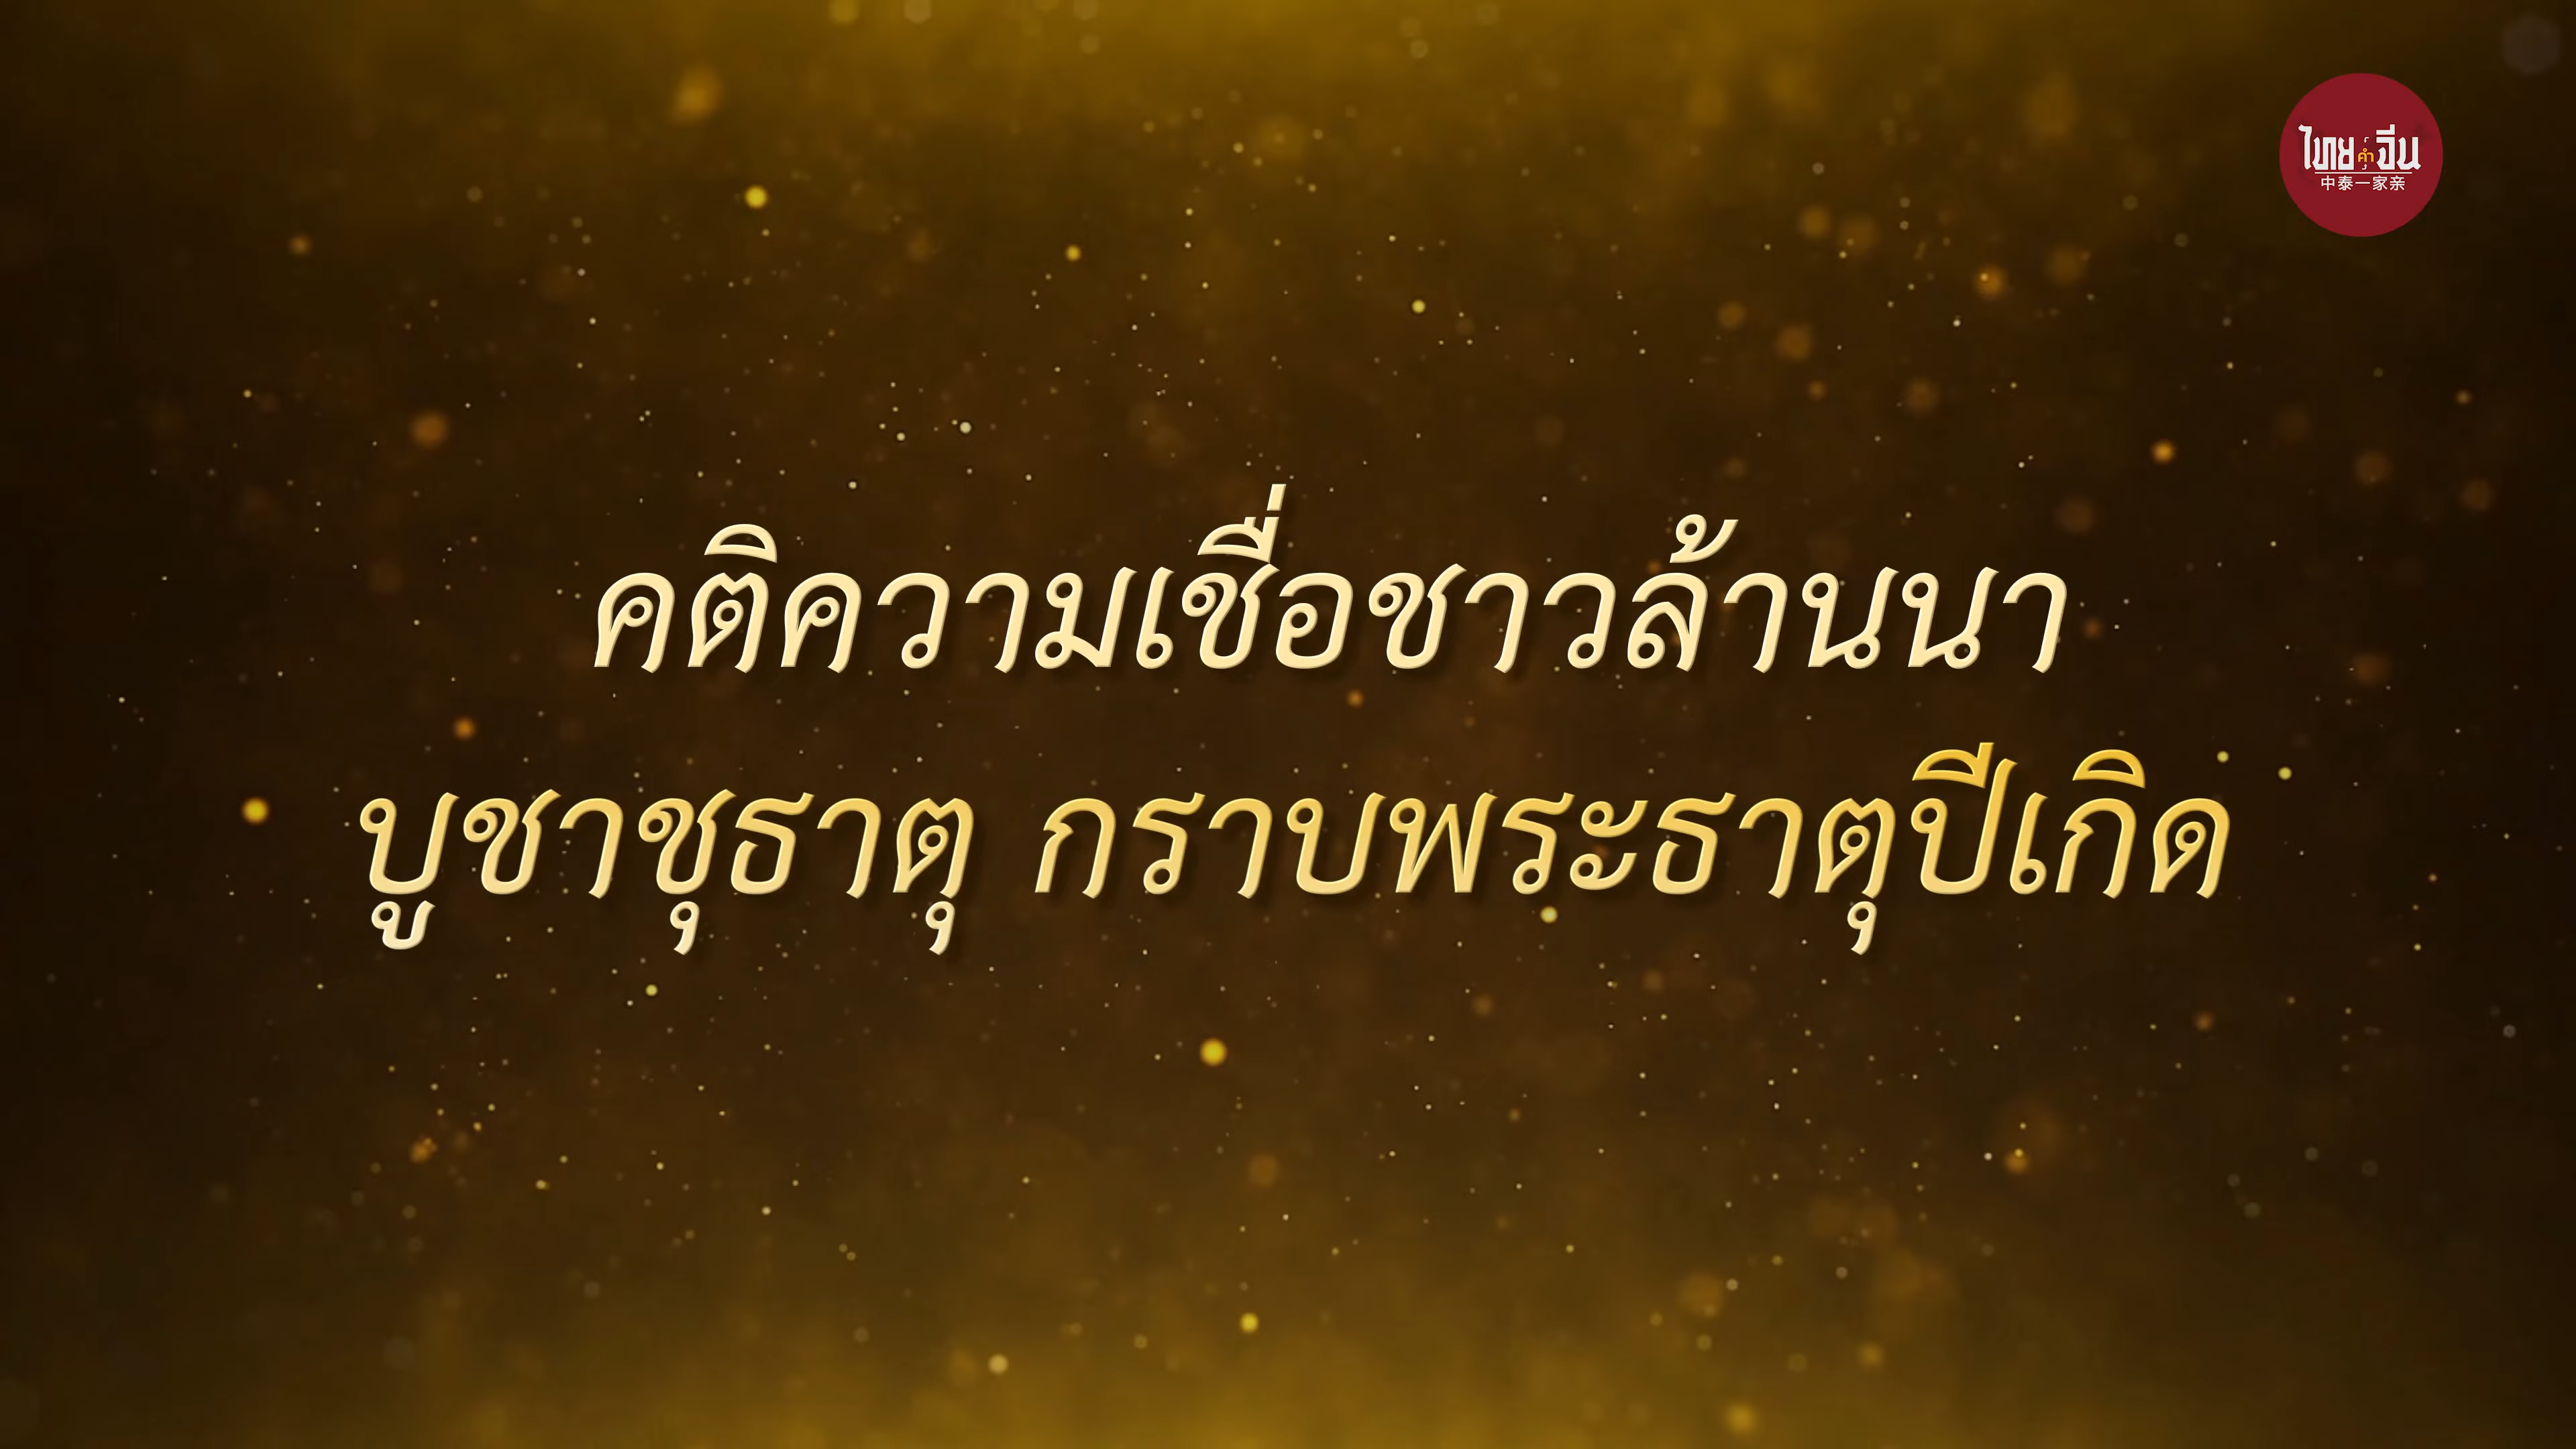 ไทย คำ จีน
中泰一家亲
คติความเชื่อชาวล้านนา
บูชาชุธาตุ กราบพระธาตุปีเกิด